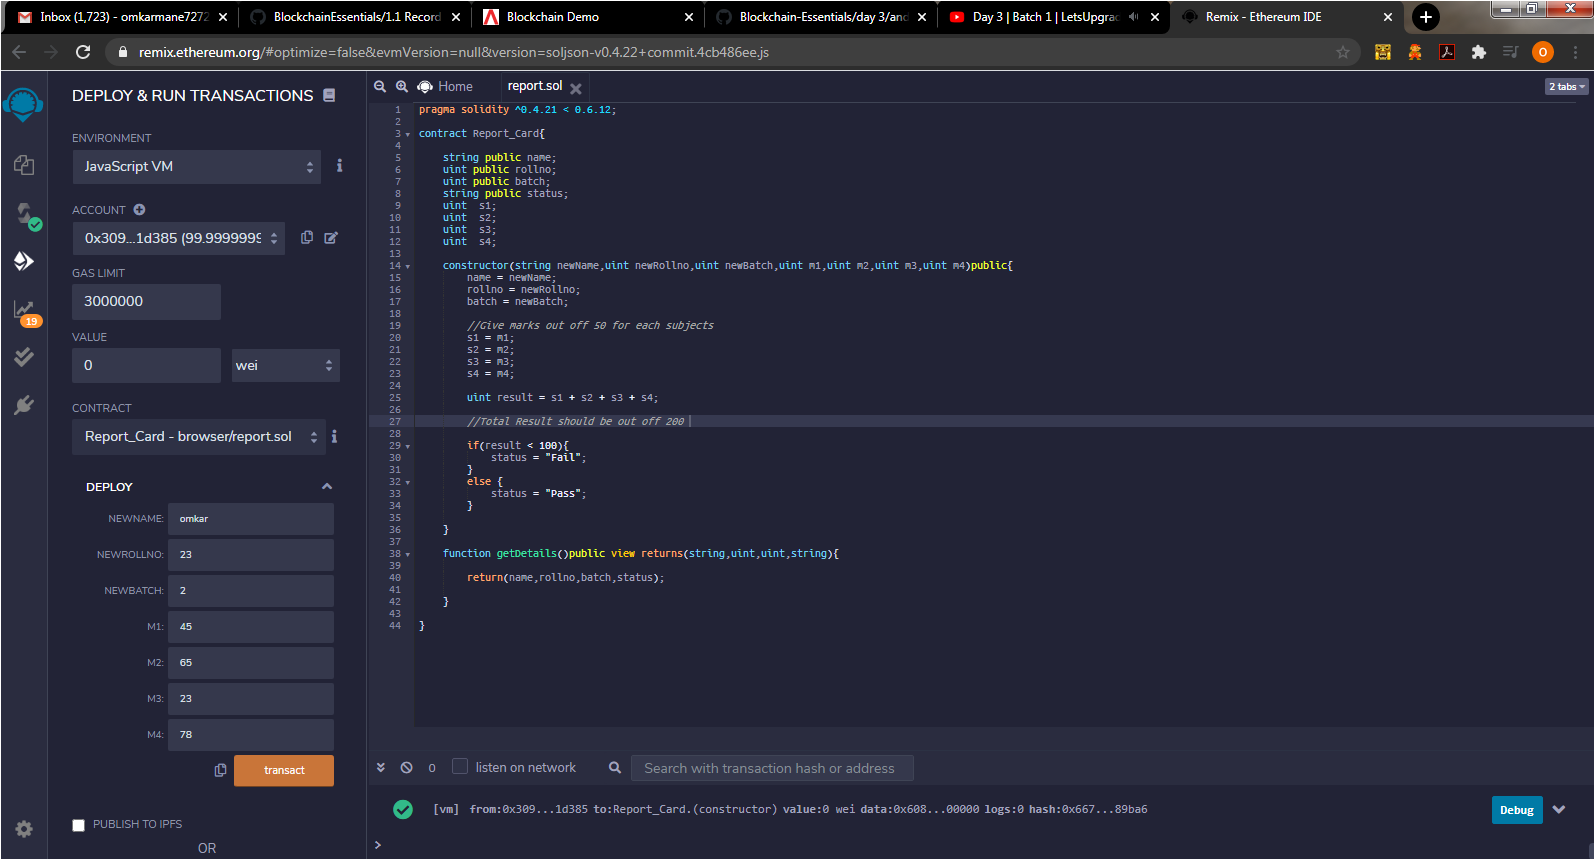 Inbox (1,723) - omkarmane7272
BlockchainEssentials/1.1 Record
Blockchain Demo
Blockchain-Essentials/day 3/and
Day 3 | Batch 1 | LetsUpgrac
Remix - Ethereum IDE
remix.ethereum.org/#optimize=false&evmVersion=null&version=soljson-v0.4.22+commit.4cb486ee.js
O
DEPLOY & RUN TRANSACTIONS
ENVIRONMENT
JavaScript VM
ACCOUNT
0x309...1d385 (99.9999999
GAS LIMIT
3000000
19
VALUE
0
wei
CONTRACT
Report_Card - browser/report.sol
DEPLOY
NEWNAME: omkar
NEWROLLNO: 23
NEWBATCH: 2
M1: 45
M2: 65
M3: 23
M4: 78
transact
PUBLISH TO IPFS
OR
Home
report.sol
2 tabs
1 pragma solidity ^0.4.21 < 0.6.12;
2
3 contract Report_Card{
4
5 string public name;
6 uint public rollno;
7 uint public batch;
8 string public status;
9 uint  s1;
10 uint  s2;
11 uint  s3;
12 uint  s4;
13
14 constructor(string newName,uint newRollno,uint newBatch,uint m1,uint m2,uint m3,uint m4)public{
15 name = newName;
16 rollno = newRollno;
17 batch = newBatch;
18
19 //Give marks out off 50 for each subjects
20 s1 = m1;
21 s2 = m2;
22 s3 = m3;
23 s4 = m4;
24
25 uint result = s1 + s2 + s3 + s4;
26
27 //Total Result should be out off 200
28
29 if(result < 100){
30 status = "Fail";
31 }
32 else {
33 status = "Pass";
34 }
35
36 }
37
38 function getDetails()public view returns(string,uint,uint,string){
39
40 return(name,rollno,batch,status);
41
42 }
43
44 }
0
listen on network
Search with transaction hash or address
[vm] from:0x309...1d385 to:Report_Card.(constructor) value:0 wei data:0x608...00000 logs:0 hash:0x667...89ba6
Debug
>